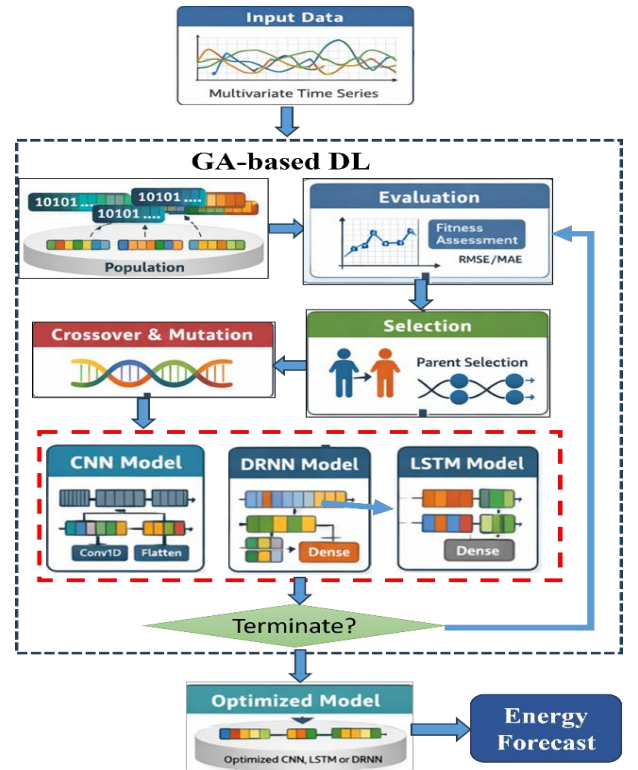 Input Data
Multivariate Time Series
GA-based DL
10101 ....
10101 ....
10101 ....
Population
Evaluation
Fitness
Assessment
RMSE/MAE
Crossover & Mutation
Selection
Parent Selection
CNN Model
Conv1D
Flatten
DRNN Model
Dense
LSTM Model
Dense
Terminate?
Optimized Model
Optimized CNN, LSTM or DRNN
Energy
Forecast